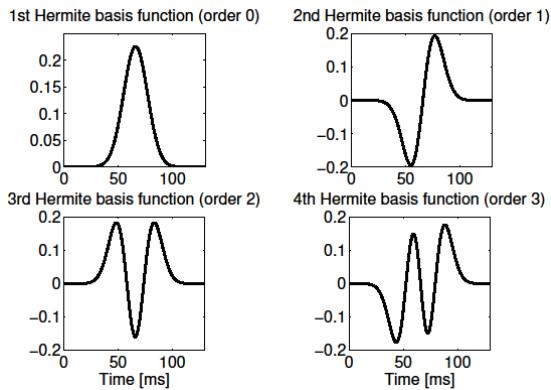 1st Hermite basis function (order 0)
0.2
0.15
0.1
0.05
0
0 50 100
2nd Hermite basis function (order 1)
0.2
0.1
0
−0.1
−0.2
0 50 100
3rd Hermite basis function (order 2)
0.2
0.1
0
−0.1
−0.2
0 50 100
Time [ms]
4th Hermite basis function (order 3)
0.2
0.1
0
−0.1
−0.2
0 50 100
Time [ms]